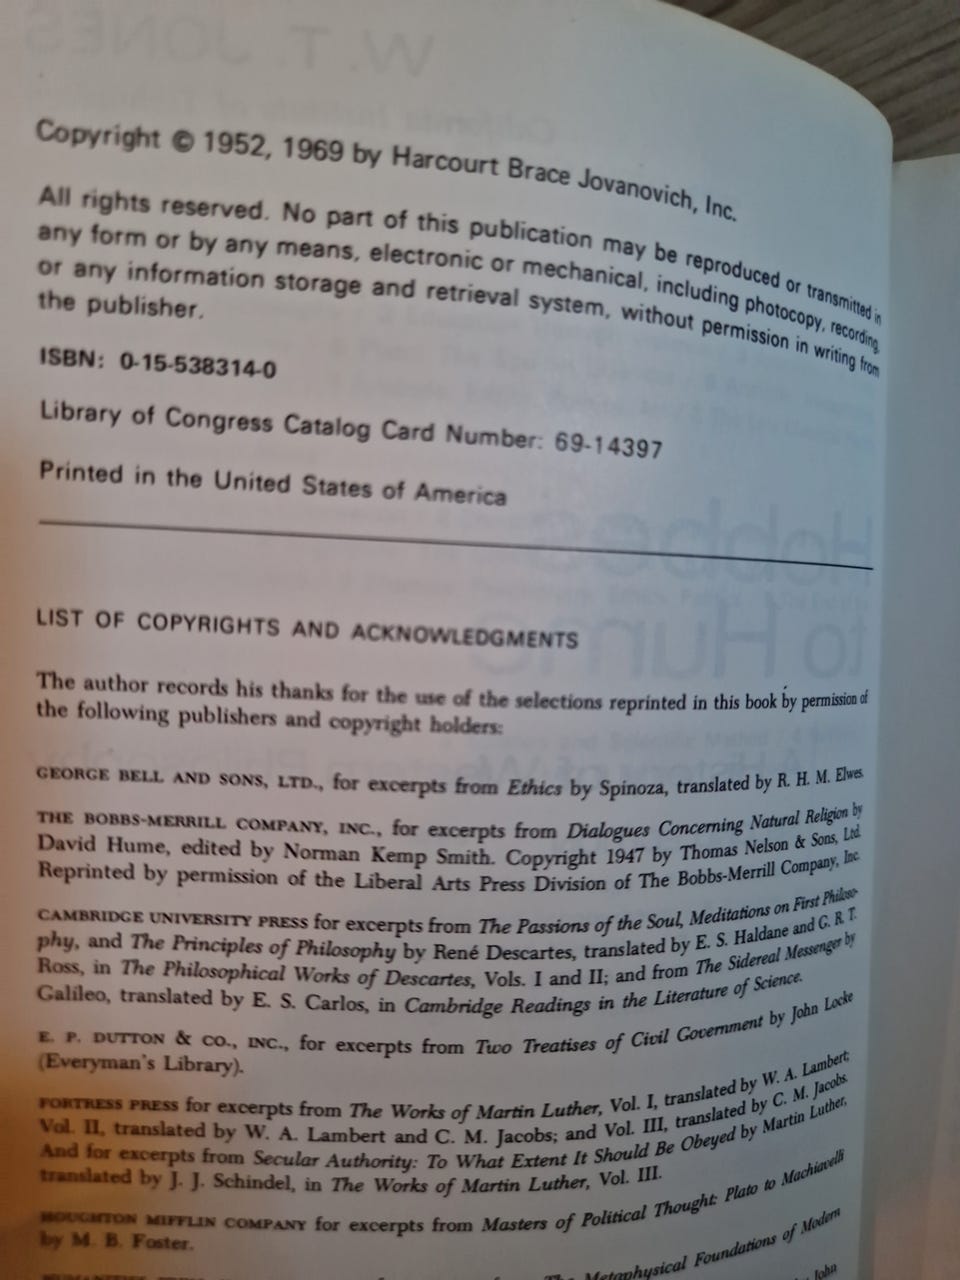 W. T. JONES
Copyright © 1952, 1969 by Harcourt Brace Jovanovich, Inc.
All rights reserved. No part of this publication may be reproduced or transmitted in
any form or by any means, electronic or mechanical, including photocopy, recording,
or any information storage and retrieval system, without permission in writing from
the publisher.
ISBN: 0-15-538314-0
Library of Congress Catalog Card Number: 69-14397
Printed in the United States of America
Hobbes
to Hume
LIST OF COPYRIGHTS AND ACKNOWLEDGMENTS
The author records his thanks for the use of the selections reprinted in this book by permission of
the following publishers and copyright holders:
GEORGE BELL AND SONS, LTD., for excerpts from Ethics by Spinoza, translated by R. H. M. Elwes.
THE BOBBS-MERRILL COMPANY, INC., for excerpts from Dialogues Concerning Natural Religion by
David Hume, edited by Norman Kemp Smith. Copyright 1947 by Thomas Nelson & Sons, Ltd.
Reprinted by permission of the Liberal Arts Press Division of The Bobbs-Merrill Company, Inc.
CAMBRIDGE UNIVERSITY PRESS for excerpts from The Passions of the Soul, Meditations on First Philoso-
phy, and The Principles of Philosophy by René Descartes, translated by E. S. Haldane and G. R. T.
Ross, in The Philosophical Works of Descartes, Vols. I and II; and from The Sidereal Messenger by
Galileo, translated by E. S. Carlos, in Cambridge Readings in the Literature of Science.
E. P. DUTTON & CO., INC., for excerpts from Two Treatises of Civil Government by John Locke
(Everyman's Library).
FORTRESS PRESS for excerpts from The Works of Martin Luther, Vol. I, translated by W. A. Lambert;
Vol. II, translated by W. A. Lambert and C. M. Jacobs; and Vol. III, translated by C. M. Jacobs.
And for excerpts from Secular Authority: To What Extent It Should Be Obeyed by Martin Luther,
translated by J. J. Schindel, in The Works of Martin Luther, Vol. III.
HOUGHTON MIFFLIN COMPANY for excerpts from Masters of Political Thought: Plato to Machiavelli
by M. B. Foster.
The Metaphysical Foundations of Modern
John